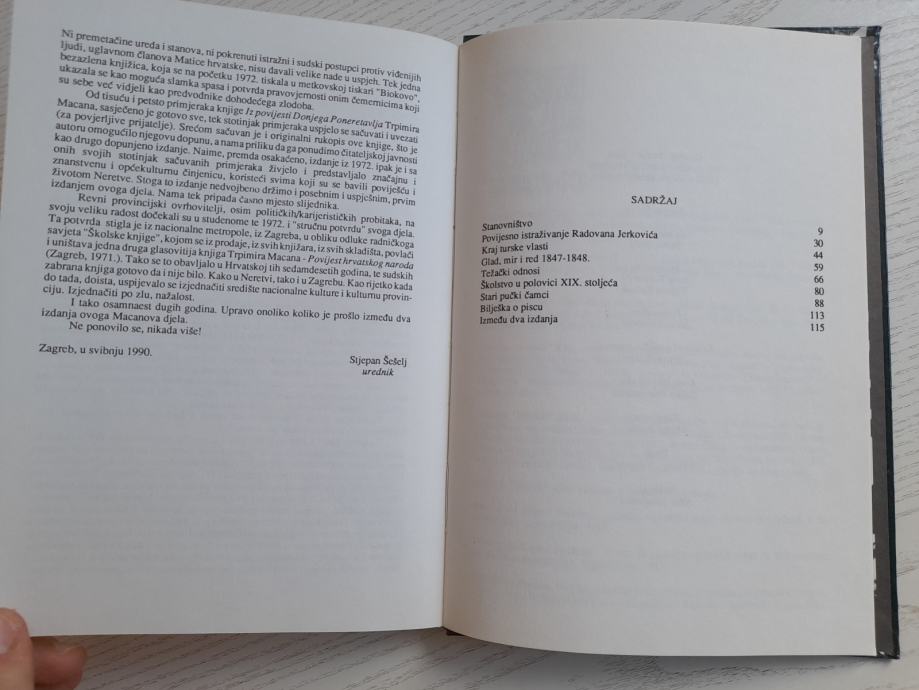 Ni premetačine ureda i stanova, ni pokrenuti istražni i sudski postupci protiv viđenijih
ljudi, uglavnom članova Matice hrvatske, nisu davali velike nade u uspjeh. Tek jedna
bezazlena knjižica, koja se na početku 1972. tiskala u metkovskoj tiskari "Biokovo",
ukazala se kao moguća slamka spasa i potvrda pravovjernosti onim čemernicima koji
su sebe već vidjeli kao predvodnike dohodećega zlodoba.
Od tisuću i petsto primjeraka knjige Iz povijesti Donjega Poneretavlja Trpimira
Macana, sasječeno je gotovo sve, tek stotinjak primjeraka uspjelo se sačuvati i uvezati
(za povjerljive prijatelje). Srećom sačuvan je i originalni rukopis ove knjige, što je
autoru omogućilo njegovu dopunu, a nama priliku da ga ponudimo čitateljskoj javnosti
kao drugo dopunjeno izdanje. Naime, premda osakaćeno, izdanje iz 1972. ipak je i sa
onih svojih stotinjak sačuvanih primjeraka živjelo i predstavljalo značajnu i
znanstvenu i općekulturnu činjenicu, koristeći svima koji su se bavili poviješću i
životom Neretve. Stoga to izdanje nedvojbeno držimo i posebnim i uspješnim, prvim
izdanjem ovoga djela. Nama tek pripada časno mjesto slijednika.
Revni provincijski ovrhovitelji, osim političkih/karijerističkih probitaka, na
svoju veliku radost dočekali su u studenome te 1972. i "stručnu potvrdu" svoga djela.
Ta potvrda stigla je iz nacionalne metropole, iz Zagreba, u obliku odluke radničkoga
savjeta "Školske knjige", kojom se iz prodaje, iz svih knjižara, iz svih skladišta, povlači
i uništava jedna druga glasovitija knjiga Trpimira Macana - Povijest hrvatskog naroda
(Zagreb, 1971.). Tako se to obavljalo u Hrvatskoj tih sedamdesetih godina, te sudskih
zabrana knjiga gotovo da i nije bilo. Kako u Neretvi, tako i u Zagrebu. Kao rijetko kada
do tada, doista, uspijevalo se izjednačiti središte nacionalne kulture i kulturnu provin-
ciju. Izjednačiti po zlu, nažalost.
I tako osamnaest dugih godina. Upravo onoliko koliko je prošlo između dva
izdanja ovoga Macanova djela.
Ne ponovilo se, nikada više!
Zagreb, u svibnju 1990.
Stjepan Šešelj
urednik
SADRŽAJ
Stanovništvo 9
Povijesno istraživanje Radovana Jerkovića 30
Kraj turske vlasti 44
Glad, mir i red 1847-1848. 59
Težački odnosi 66
Školstvo u polovici XIX. stoljeća 80
Stari pučki čamci 88
Bilješka o piscu 113
Između dva izdanja 115